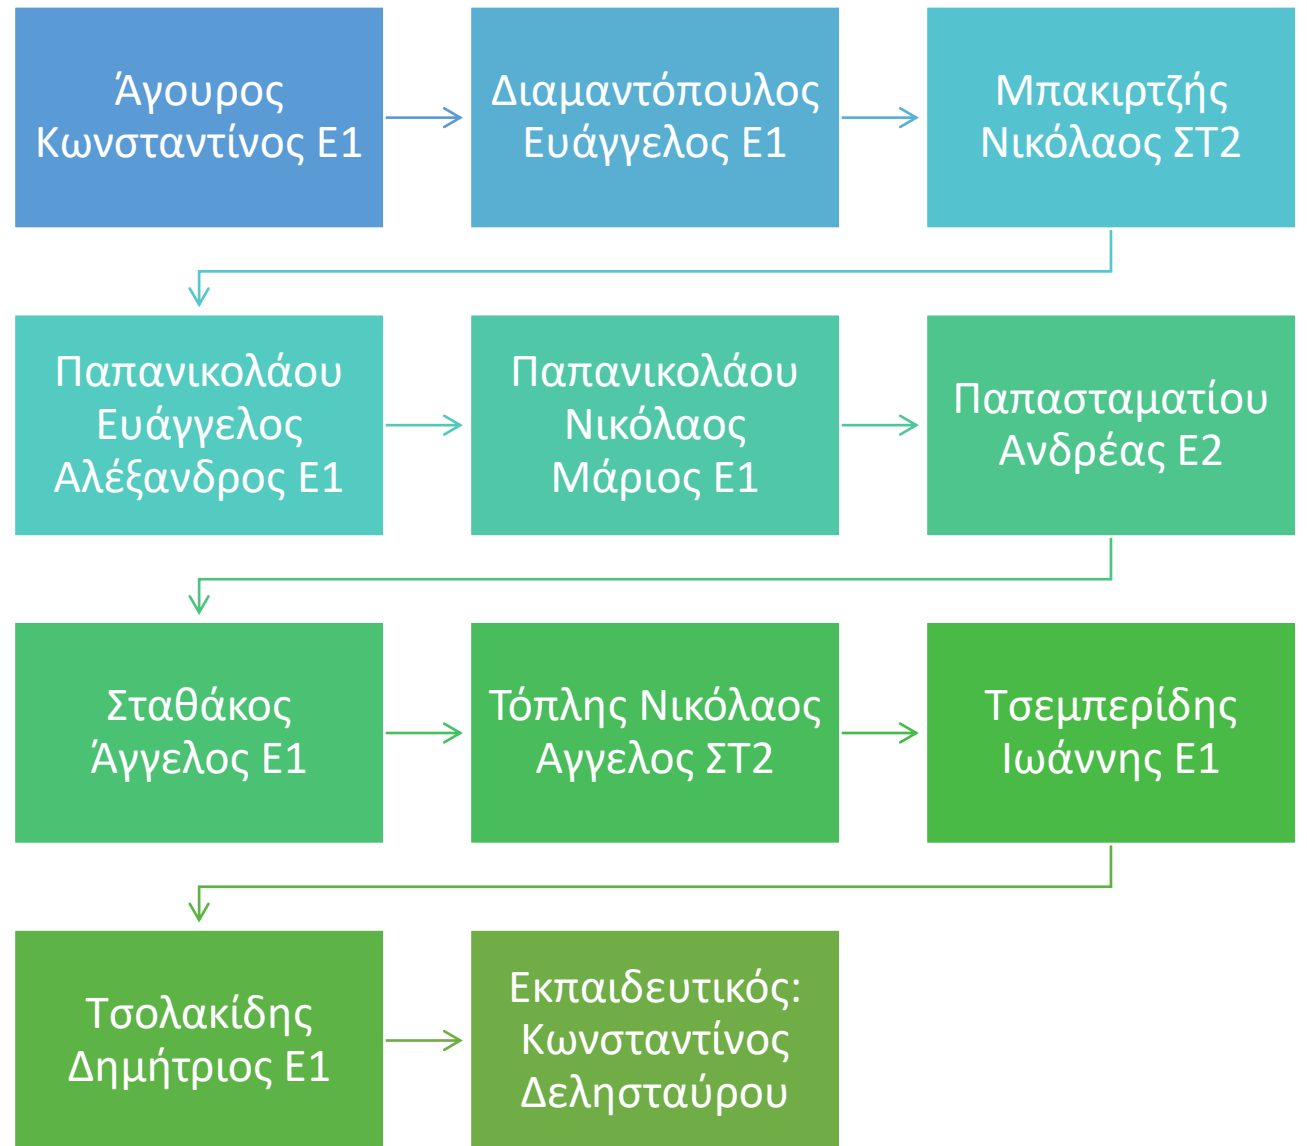 Άγουρος
Κωνσταντίνος Ε1
Διαμαντόπουλος
Ευάγγελος Ε1
Μπακιρτζής
Νικόλαος ΣΤ2
Παπανικολάου
Ευάγγελος
Αλέξανδρος Ε1
Παπανικολάου
Νικόλαος
Μάριος Ε1
Παπασταματίου
Ανδρέας Ε2
Σταθάκος
Άγγελος Ε1
Τόπλης Νικόλαος
Αγγελος ΣΤ2
Τσεμπερίδης
Ιωάννης Ε1
Τσολακίδης
Δημήτριος Ε1
Εκπαιδευτικός:
Κωνσταντίνος
Δελησταύρου